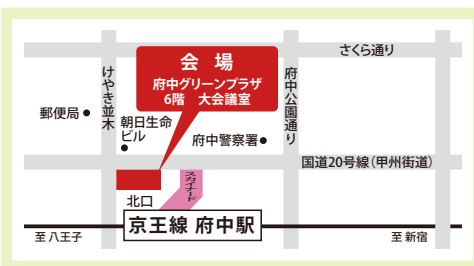 さくら通り
会 場
府中グリーンプラザ
6階 大会議室
けやき並木
府中公園通り
郵便局
朝日生命
ビル
府中警察署
国道20号線(甲州街道)
スカイナード
北口
京王線 府中駅
至 八王子
至 新宿